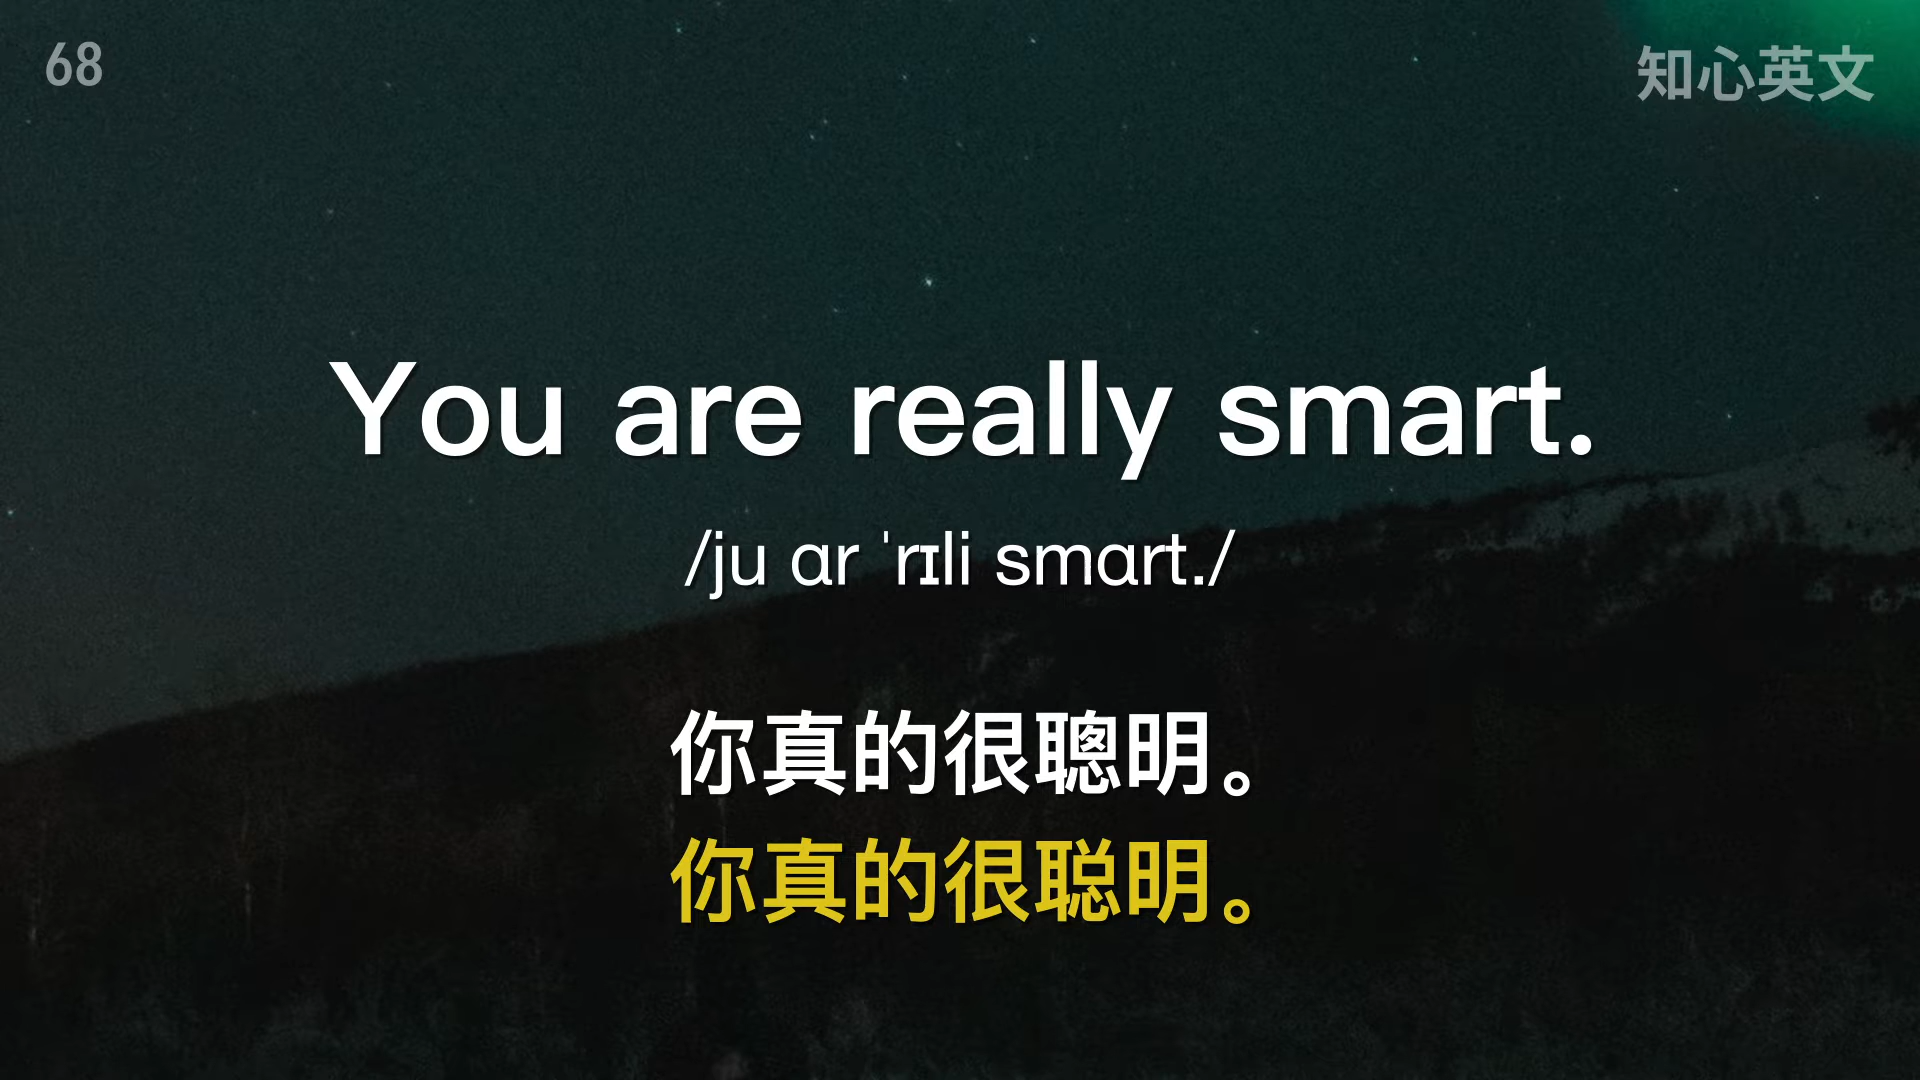 68
知心英文
You are really smart.
/ju ɑr ˈrɪli smɑrt./
你真的很聰明。
你真的很聪明。